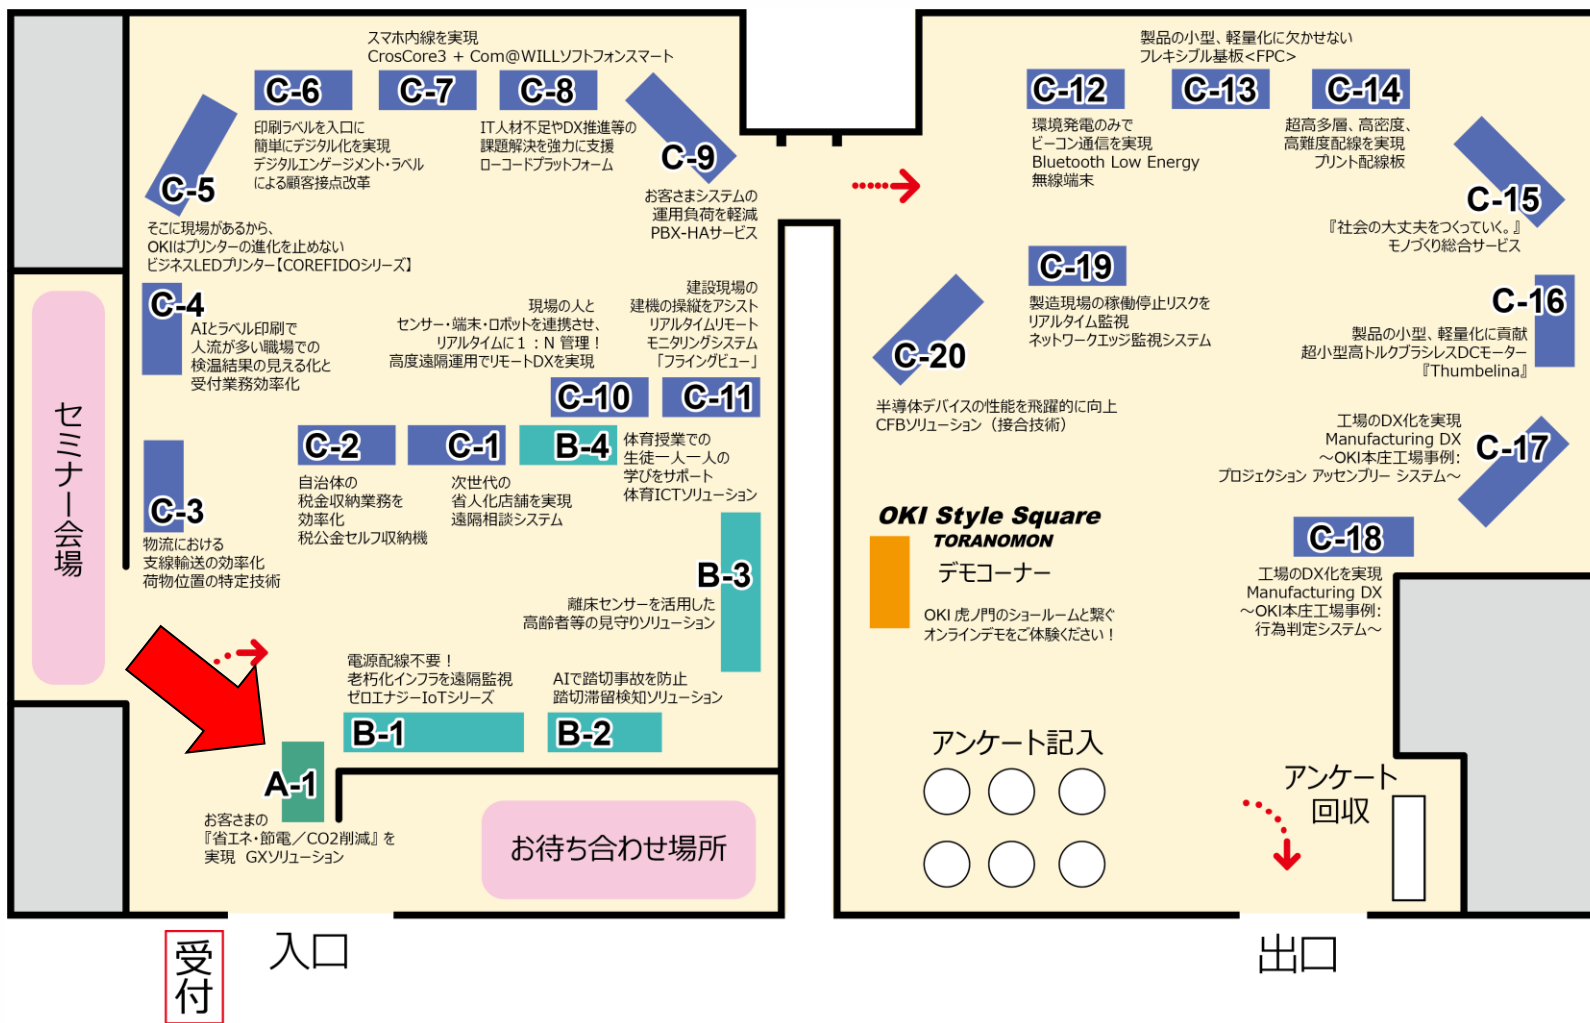 スマホ内線を実現
CrosCore3 + Com@WILLソフトフォンスマート
C-6
C-7
C-8
C-9
C-5
印刷ラベルを入口に
簡単にデジタル化を実現
デジタルエンゲージメント・ラベル
による顧客接点改革
IT人材不足やDX推進等の
課題解決を強力に支援
ローコードプラットフォーム
お客さまシステムの
運用負荷を軽減
PBX-HAサービス
そこに現場があるから、
OKIはプリンターの進化を止めない
ビジネスLEDプリンター【COREFIDOシリーズ】
C-4
AIとラベル印刷で
人流が多い職場での
検温結果の見える化と
受付業務効率化
現場の人と
センサー・端末・ロボットを連携させ、
リアルタイムに１：N 管理！
高度遠隔運用でリモートDXを実現
建設現場の
建機の操縦をアシスト
リアルタイムリモート
モニタリングシステム
「フライングビュー」
C-10
C-11
C-2
C-1
B-4
自治体の
税金収納業務を
効率化
税公金セルフ収納機
次世代の
省人化店舗を実現
遠隔相談システム
体育授業での
生徒一人一人の
学びをサポート
体育ICTソリューション
C-3
物流における
支線輸送の効率化
荷物位置の特定技術
セミナー会場
B-3
離床センサーを活用した
高齢者等の見守りソリューション
電源配線不要！
老朽化インフラを遠隔監視
ゼロエナジーIoTシリーズ
AIで踏切事故を防止
踏切滞留検知ソリューション
B-1
B-2
A-1
お客さまの
『省エネ・節電／CO2削減』を
実現 GXソリューション
お待ち合わせ場所
受付
入口
製品の小型、軽量化に欠かせない
フレキシブル基板<FPC>
C-12
C-13
C-14
環境発電のみで
ビーコン通信を実現
Bluetooth Low Energy
無線端末
超高多層、高密度、
高難度配線を実現
プリント配線板
C-15
『社会の大丈夫をつくっていく。』
モノづくり総合サービス
C-19
製造現場の稼働停止リスクを
リアルタイム監視
ネットワークエッジ監視システム
C-16
製品の小型、軽量化に貢献
超小型高トルクブラシレスDCモーター
『Thumbelina』
C-20
半導体デバイスの性能を飛躍的に向上
CFBソリューション（接合技術）
工場のDX化を実現
Manufacturing DX
～OKI本庄工場事例：
プロジェクション アッセンブリー システム～
C-17
OKI Style Square
TORANOMON
デモコーナー
OKI 虎ノ門のショールームと繋ぐ
オンラインデモをご体験ください！
C-18
工場のDX化を実現
Manufacturing DX
～OKI本庄工場事例：
行為判定システム～
アンケート記入
アンケート
回収
出口